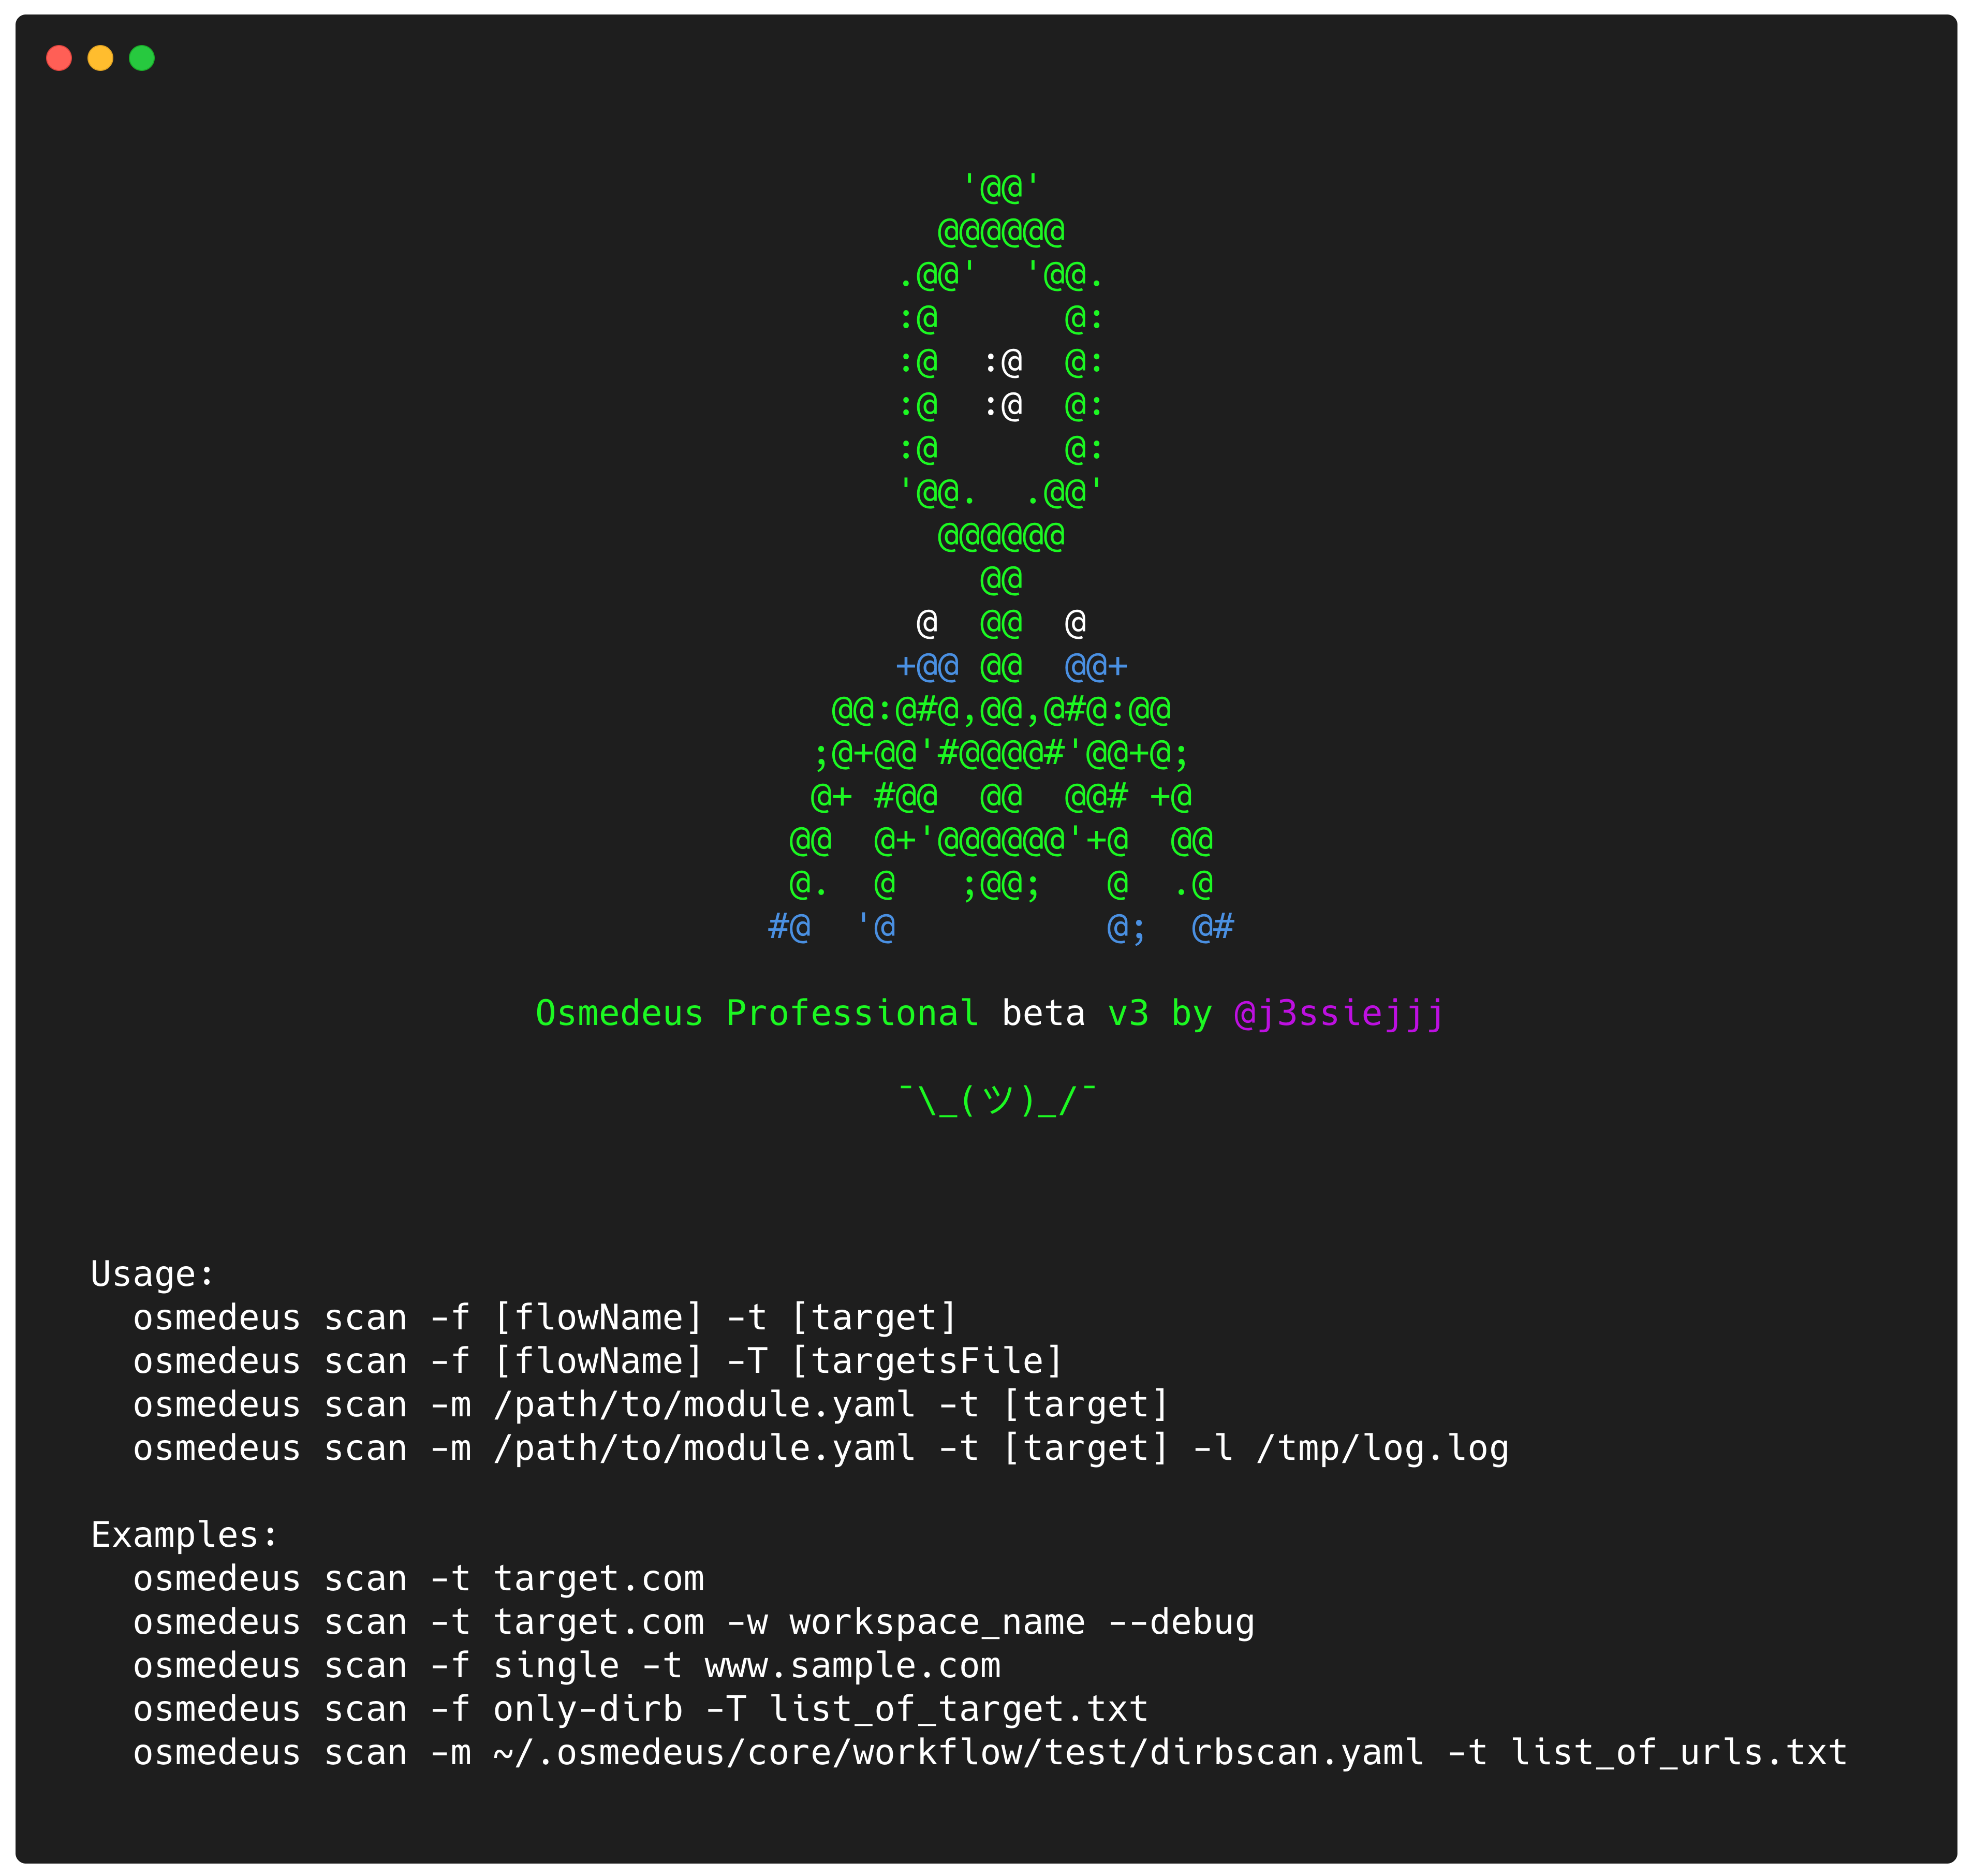 '@@'
@@@@@@
.@@'  '@@.
:@      @:
:@  :@  @:
:@  :@  @:
:@      @:
'@@.  .@@'
@@@@@@
@@
@  @@  @
+@@ @@  @@+
@@:@#@,@@,@#@:@@
;@+@@'#@@@@#'@@+@;
@+ #@@  @@  @@# +@
@@  @+'@@@@@@'+@  @@
@.  @   ;@@;   @  .@
#@  '@          @;  @#
Osmedeus Professional beta v3 by @j3ssiejjj
¯\_(ツ)_/¯
Usage:
osmedeus scan -f [flowName] -t [target]
osmedeus scan -f [flowName] -T [targetsFile]
osmedeus scan -m /path/to/module.yaml -t [target]
osmedeus scan -m /path/to/module.yaml -t [target] -l /tmp/log.log
Examples:
osmedeus scan -t target.com
osmedeus scan -t target.com -w workspace_name --debug
osmedeus scan -f single -t www.sample.com
osmedeus scan -f only-dirb -T list_of_target.txt
osmedeus scan -m ~/.osmedeus/core/workflow/test/dirbscan.yaml -t list_of_urls.txt